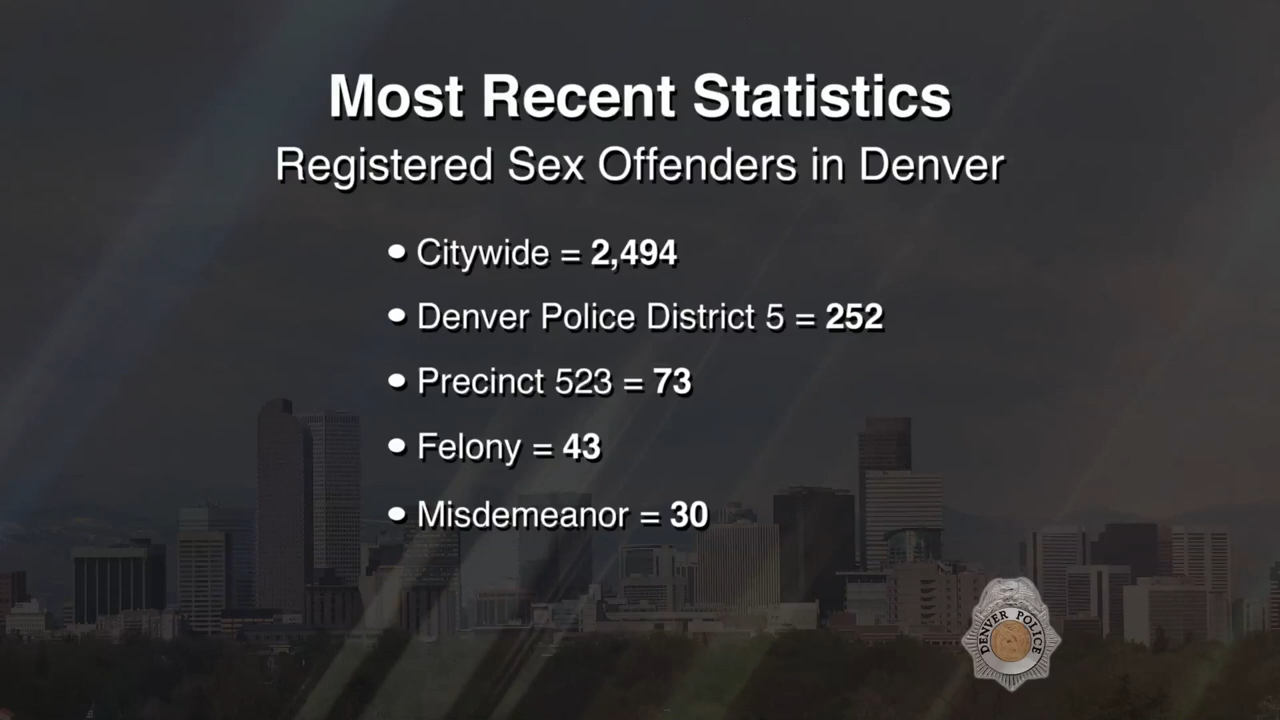 Most Recent Statistics
Registered Sex Offenders in Denver
• Citywide = 2,494
• Denver Police District 5 = 252
• Precinct 523 = 73
• Felony = 43
• Misdemeanor = 30
DENVER POLICE